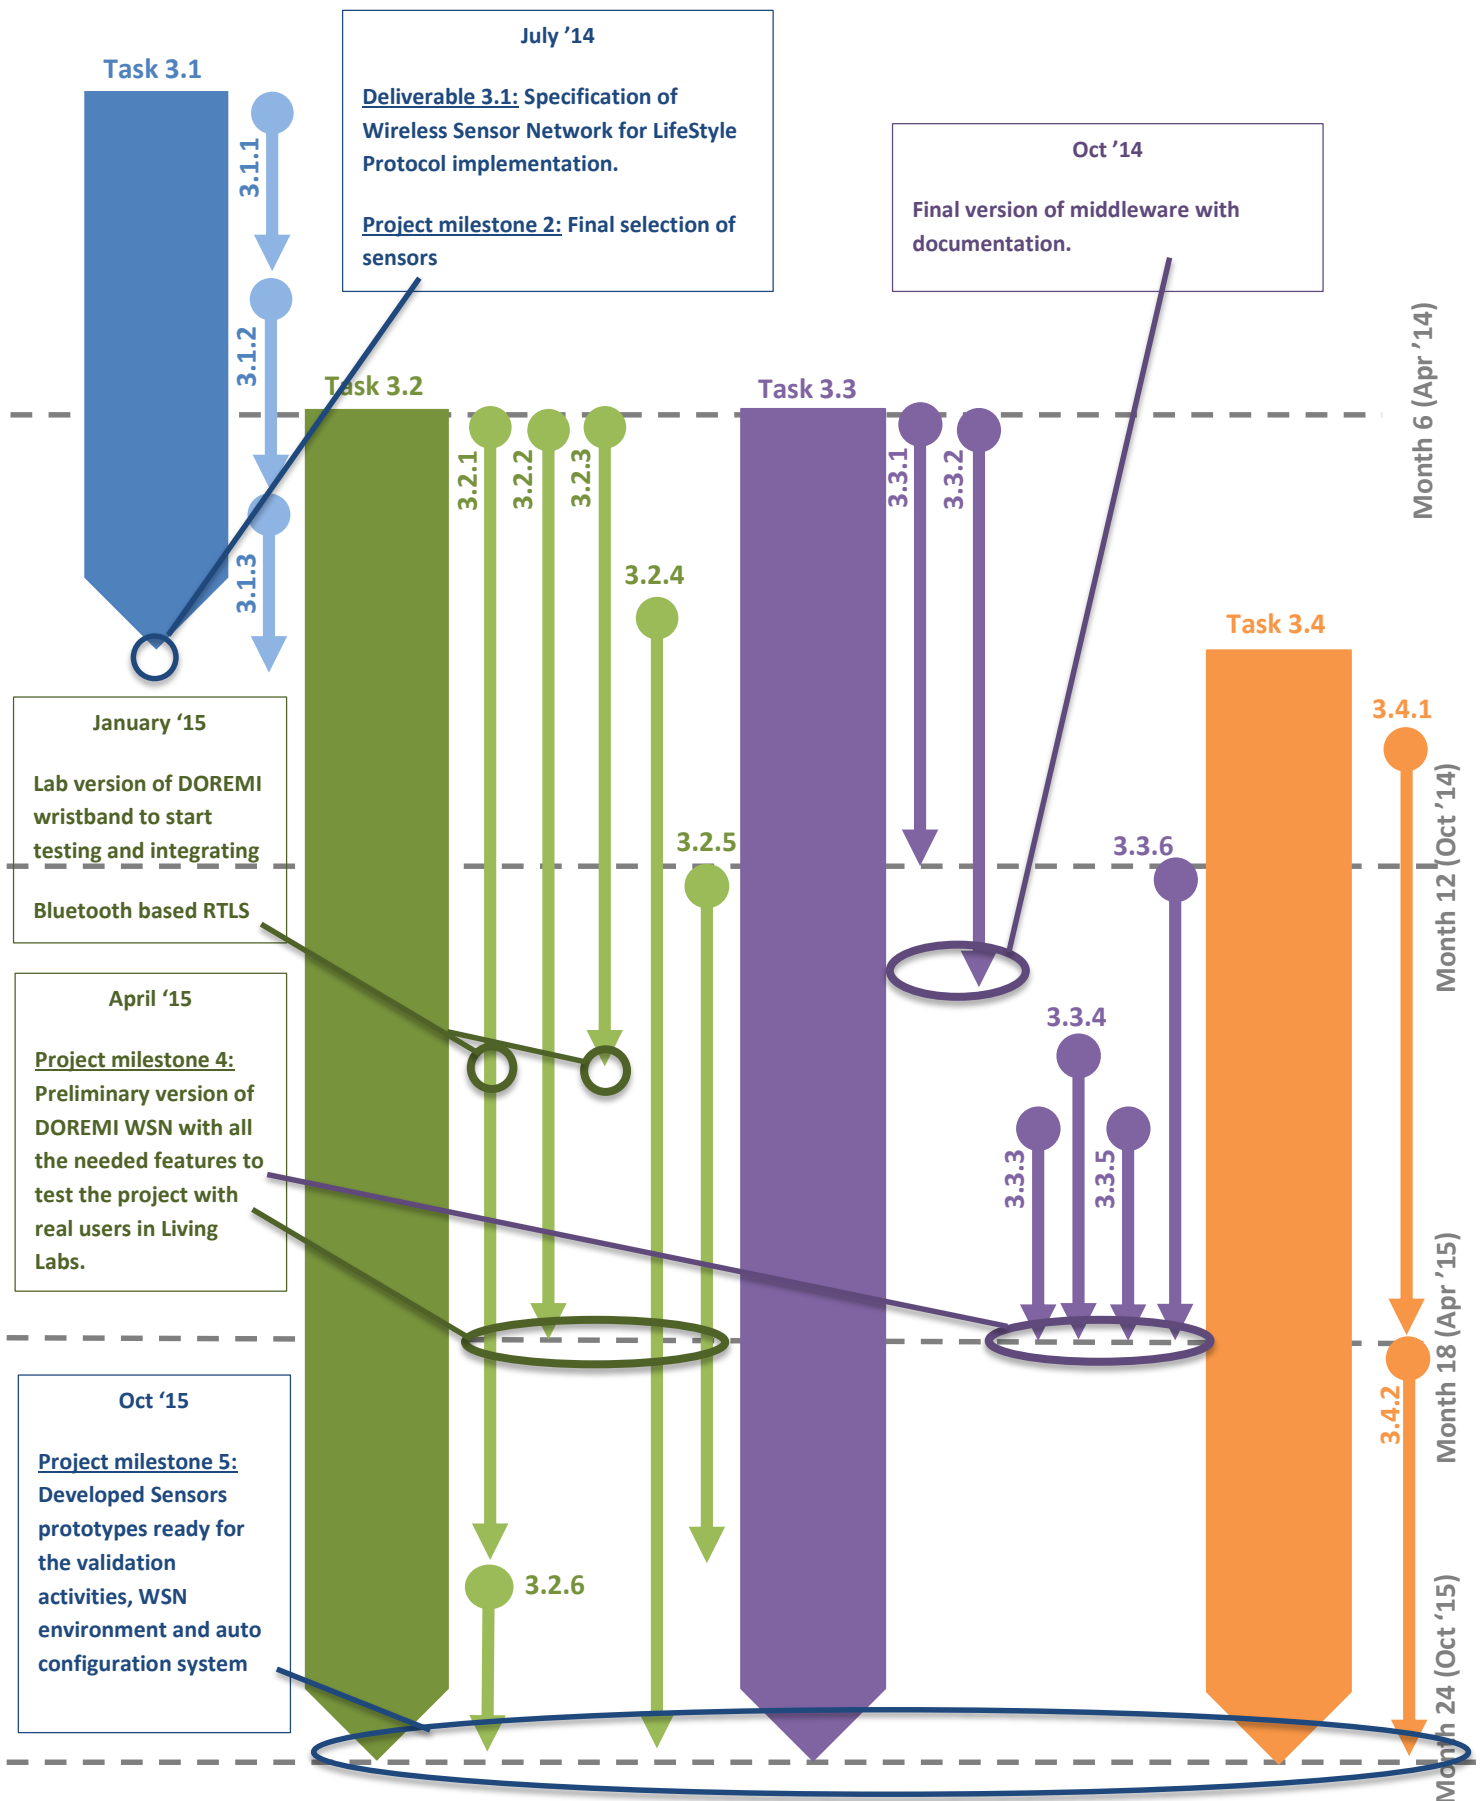 July ’14
Deliverable 3.1: Specification of
Wireless Sensor Network for LifeStyle
Protocol implementation.
Project milestone 2: Final selection of
sensors
Task 3.1
3.1.1
3.1.2
3.1.3
Oct ’14
Final version of middleware with
documentation.
Month 6 (Apr ’14)
Task 3.2
3.2.1
3.2.2
3.2.3
3.2.4
3.2.5
3.2.6
Task 3.3
3.3.1
3.3.2
3.3.3
3.3.4
3.3.5
3.3.6
Task 3.4
3.4.1
3.4.2
Month 12 (Oct ’14)
Month 18 (Apr ’15)
Month 24 (Oct ’15)
January ‘15
Lab version of DOREMI
wristband to start
testing and integrating
Bluetooth based RTLS
April ‘15
Project milestone 4:
Preliminary version of
DOREMI WSN with all
the needed features to
test the project with
real users in Living
Labs.
Oct ‘15
Project milestone 5:
Developed Sensors
prototypes ready for
the validation
activities, WSN
environment and auto
configuration system